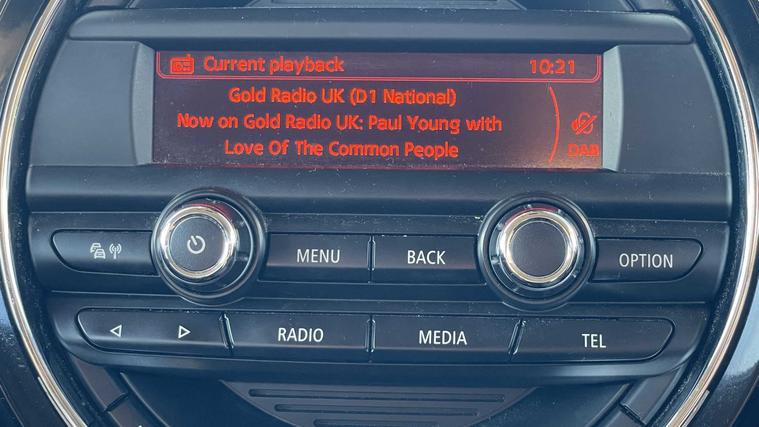 Current playback 10:21
Gold Radio UK (D1 National)
Now on Gold Radio UK: Paul Young with
Love Of The Common People
DAB
MENU BACK OPTION
RADIO MEDIA TEL